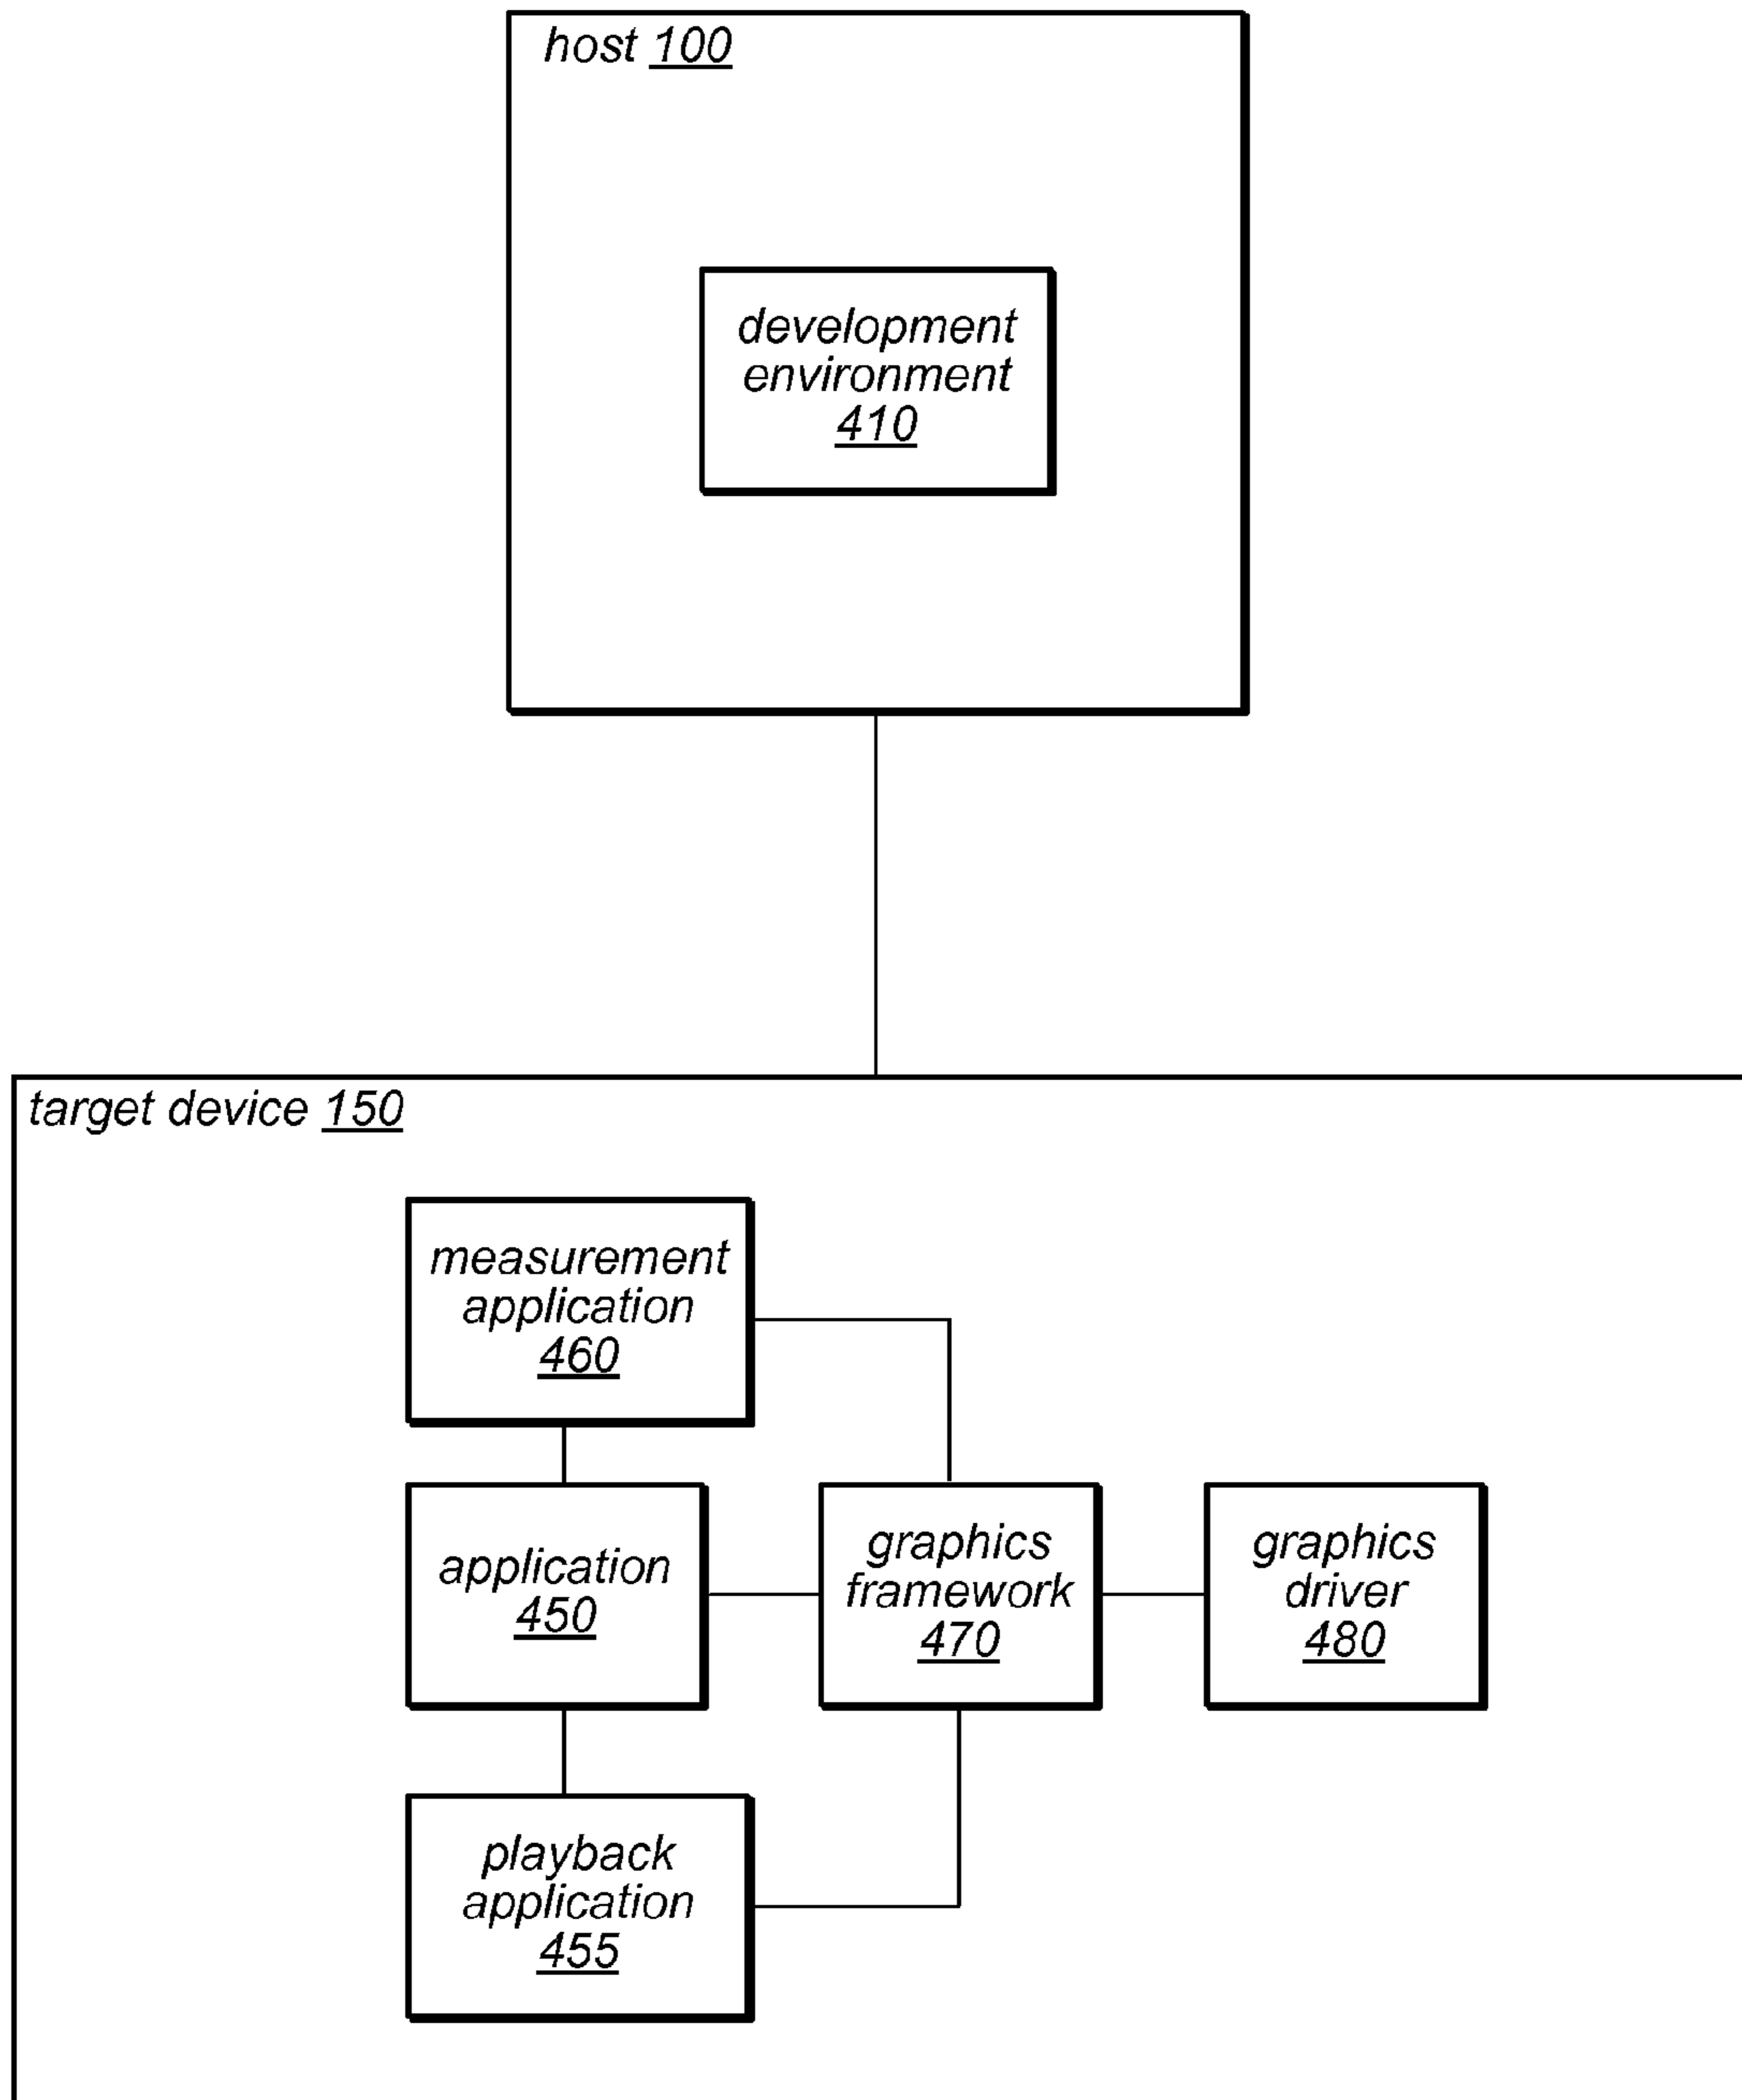 host 100
development
environment
410
target device 150
measurement
application
460
application
450
graphics
framework
470
graphics
driver
480
playback
application
455